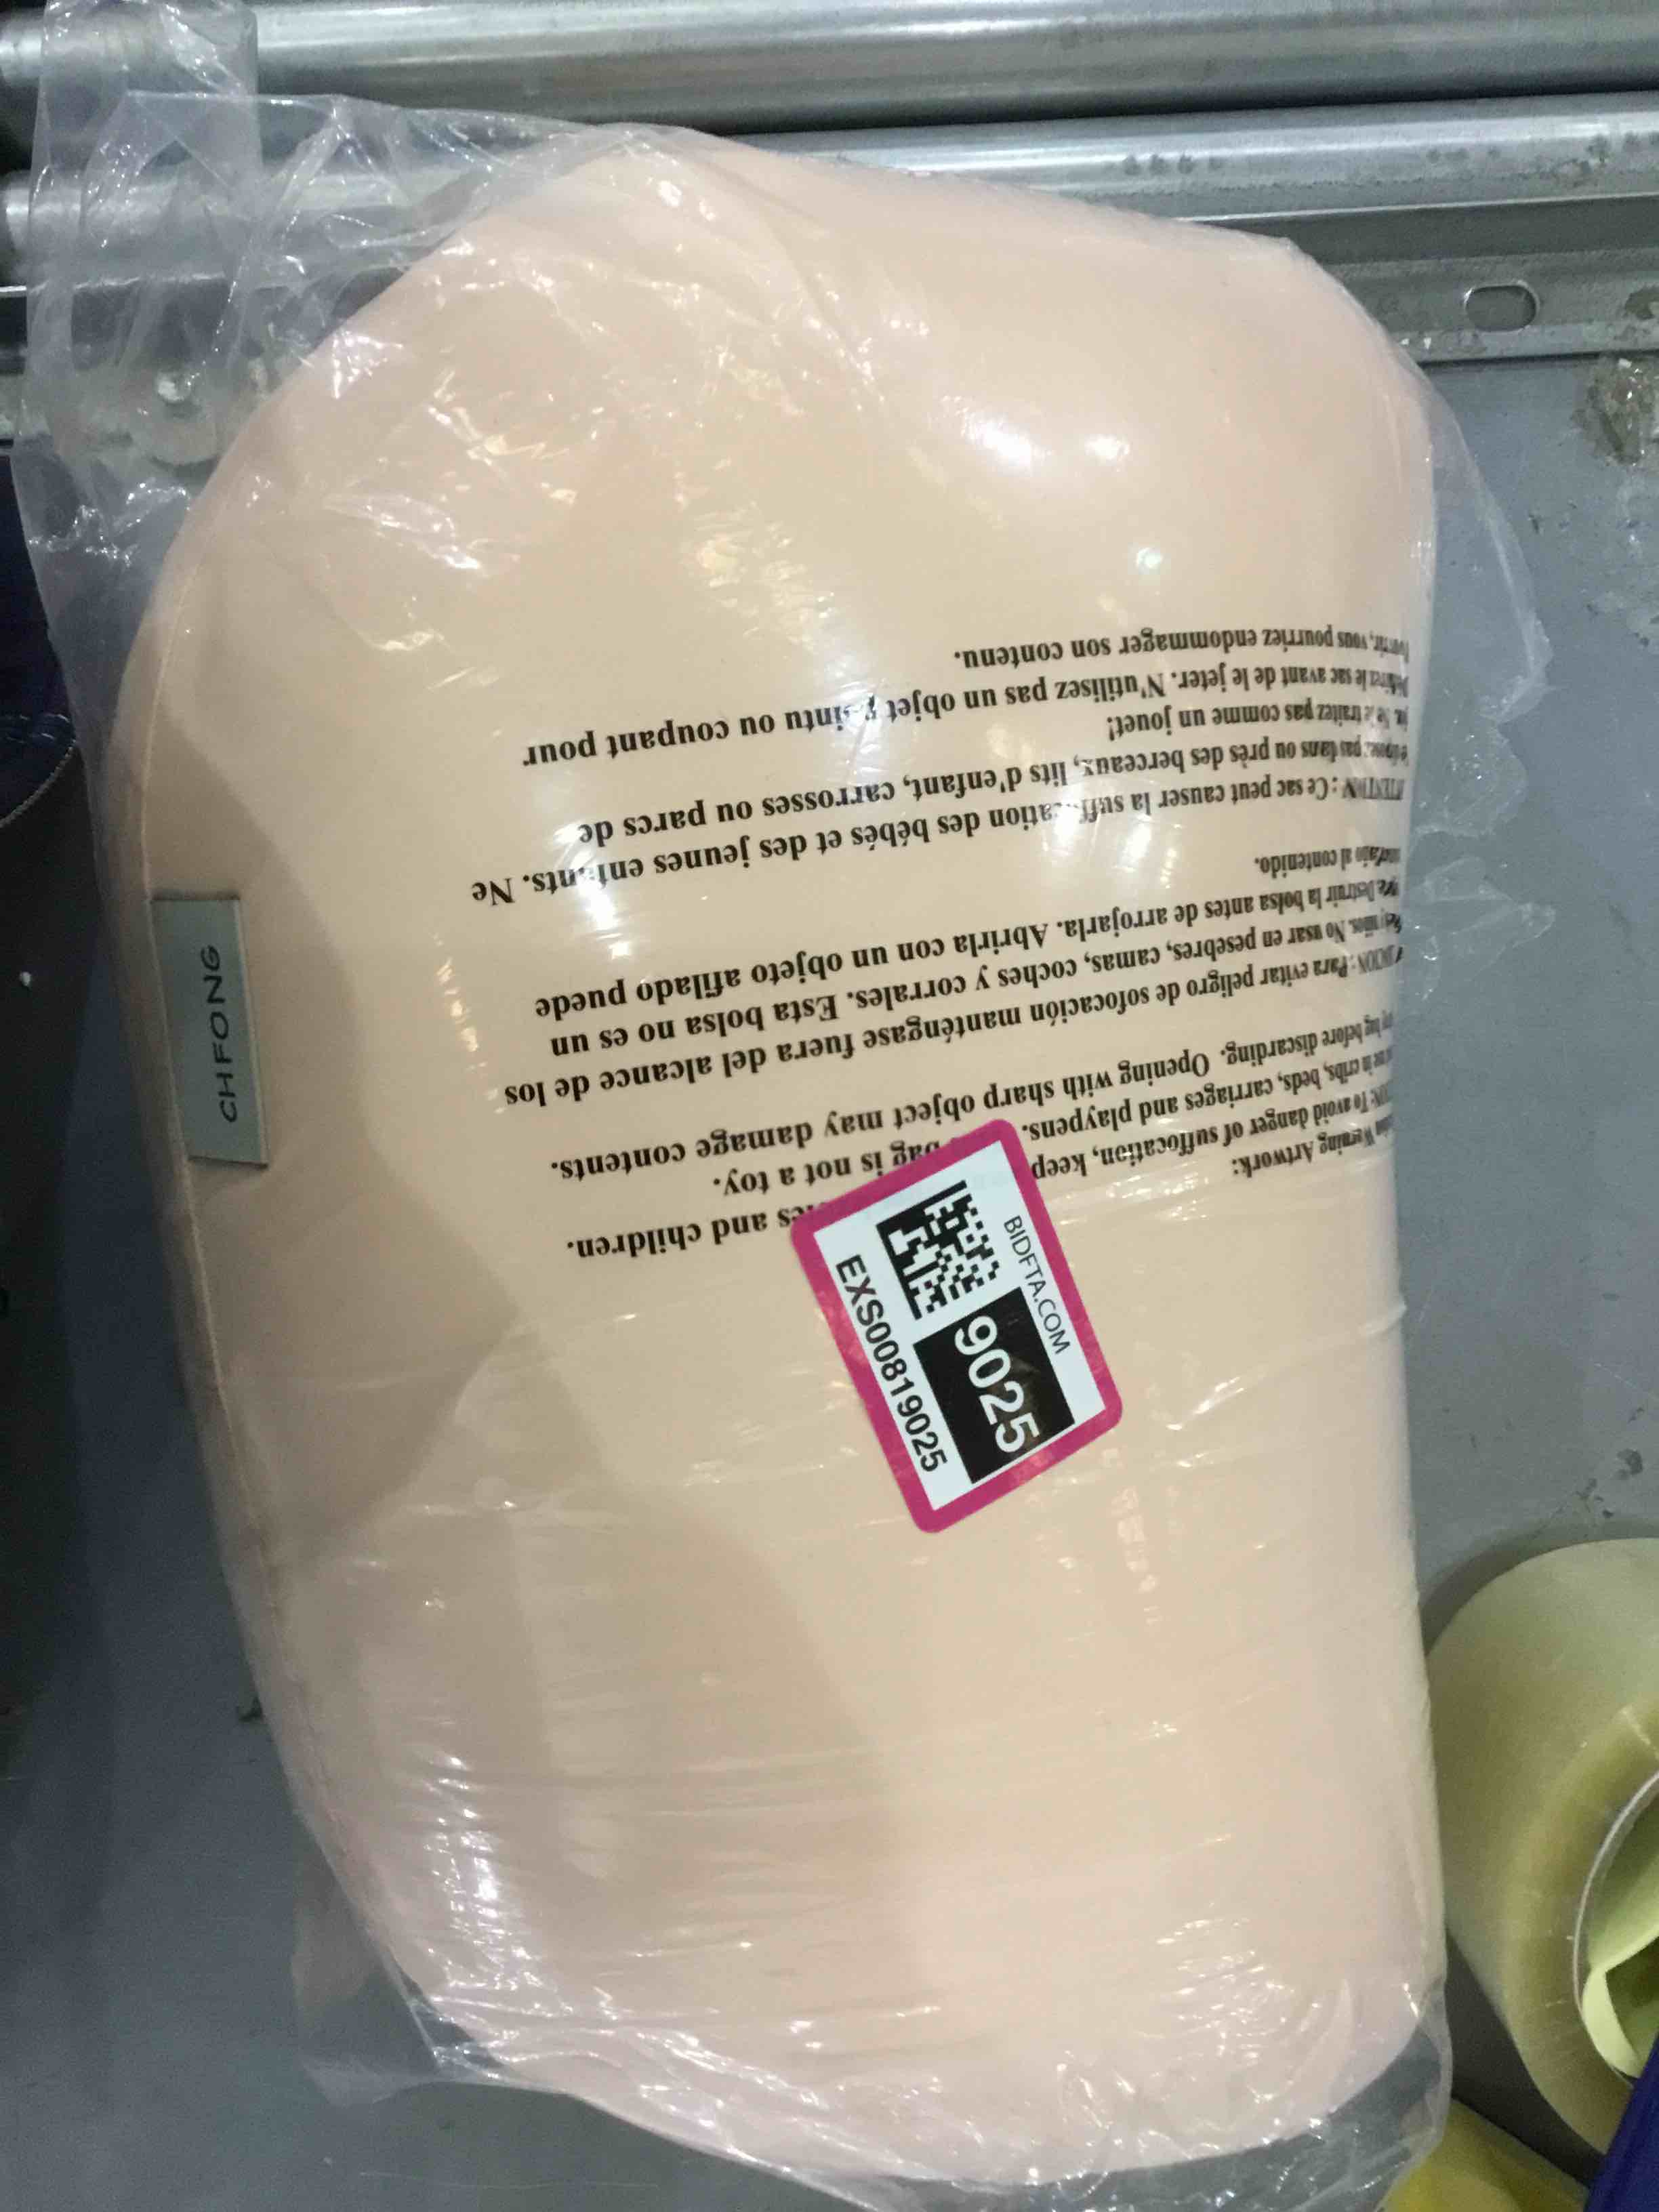 CHFONG
Warning Artwork:
To avoid danger of suffocation, keep
and children.
in cribs, beds, carriages and playpens.
bag is not a toy.
bag before discarding. Opening with sharp object may damage contents.
Para evitar peligro de sofocación manténgase fuera del alcance de los
niños. No usar en pesebres, camas, coches y corrales. Esta bolsa no es un
Destruir la bolsa antes de arrojarla. Abrirla con un objeto afilado puede
al contenido.
Ce sac peut causer la suffocation des bébés et des jeunes enfants. Ne
pas dans ou près des berceaux, lits d'enfant, carrosses ou parcs de
traitez pas comme un jouet!
le sac avant de le jeter. N'utilisez pas un objet pointu ou coupant pour
vous pourriez endommager son contenu.
BIDFTA.COM
9025
EXS00819025